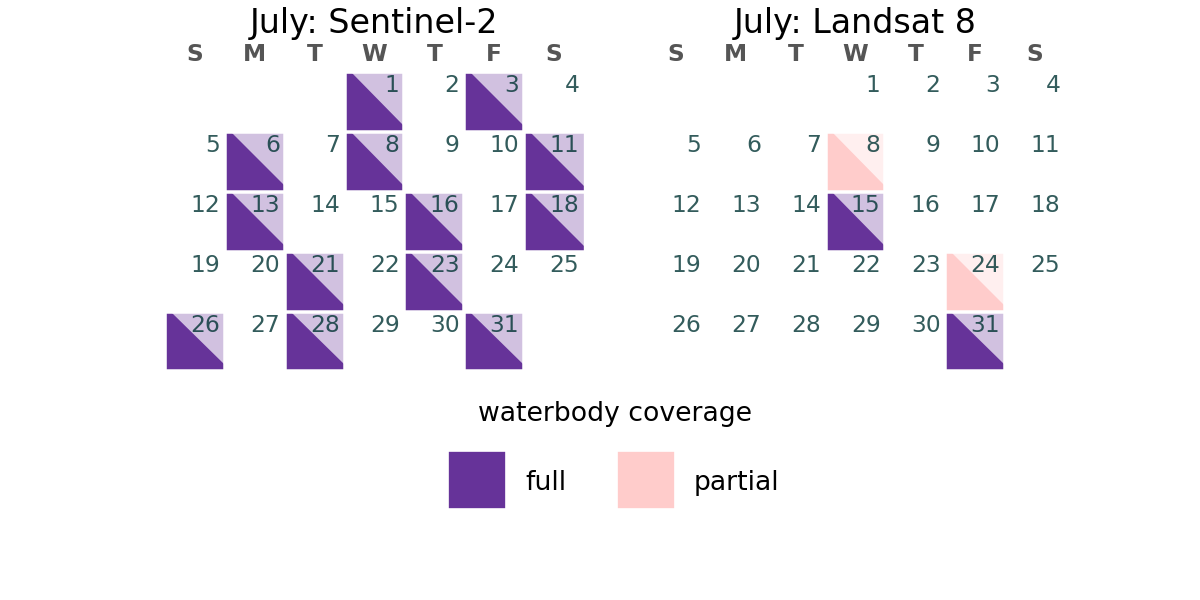 July: Sentinel-2
S M T W T F S
1 2 3 4
5 6 7 8 9 10 11
12 13 14 15 16 17 18
19 20 21 22 23 24 25
26 27 28 29 30 31
July: Landsat 8
S M T W T F S
1 2 3 4
5 6 7 8 9 10 11
12 13 14 15 16 17 18
19 20 21 22 23 24 25
26 27 28 29 30 31
waterbody coverage
full partial